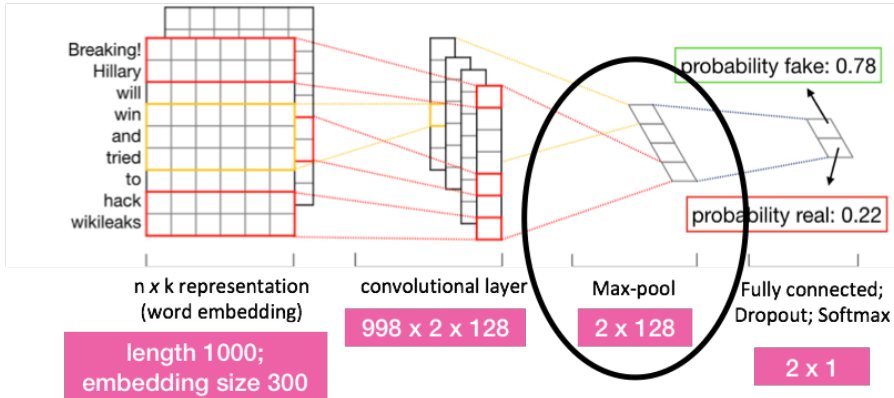 Breaking!
Hillary
will
win
and
tried
to
hack
wikileaks
probability fake: 0.78
probability real: 0.22
n x k representation
(word embedding)
convolutional layer
Max-pool
Fully connected;
Dropout; Softmax
length 1000;
embedding size 300
998 x 2 x 128
2 x 128
2 x 1